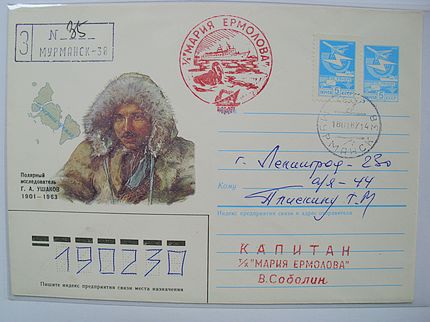 З N 85
МУРМАНСК-38
Т/Х "МАРИЯ ЕРМОЛОВА"
Полярный
исследователь
Г. А. УШАКОВ
1901–1963
г. Ленинград-230
Кому
а/я-44
Индекс предприятия связи и адрес отправителя
КАПИТАН
Т/Х "МАРИЯ ЕРМОЛОВА"
В. Соболин
190230
Пишите индекс предприятия связи места назначения